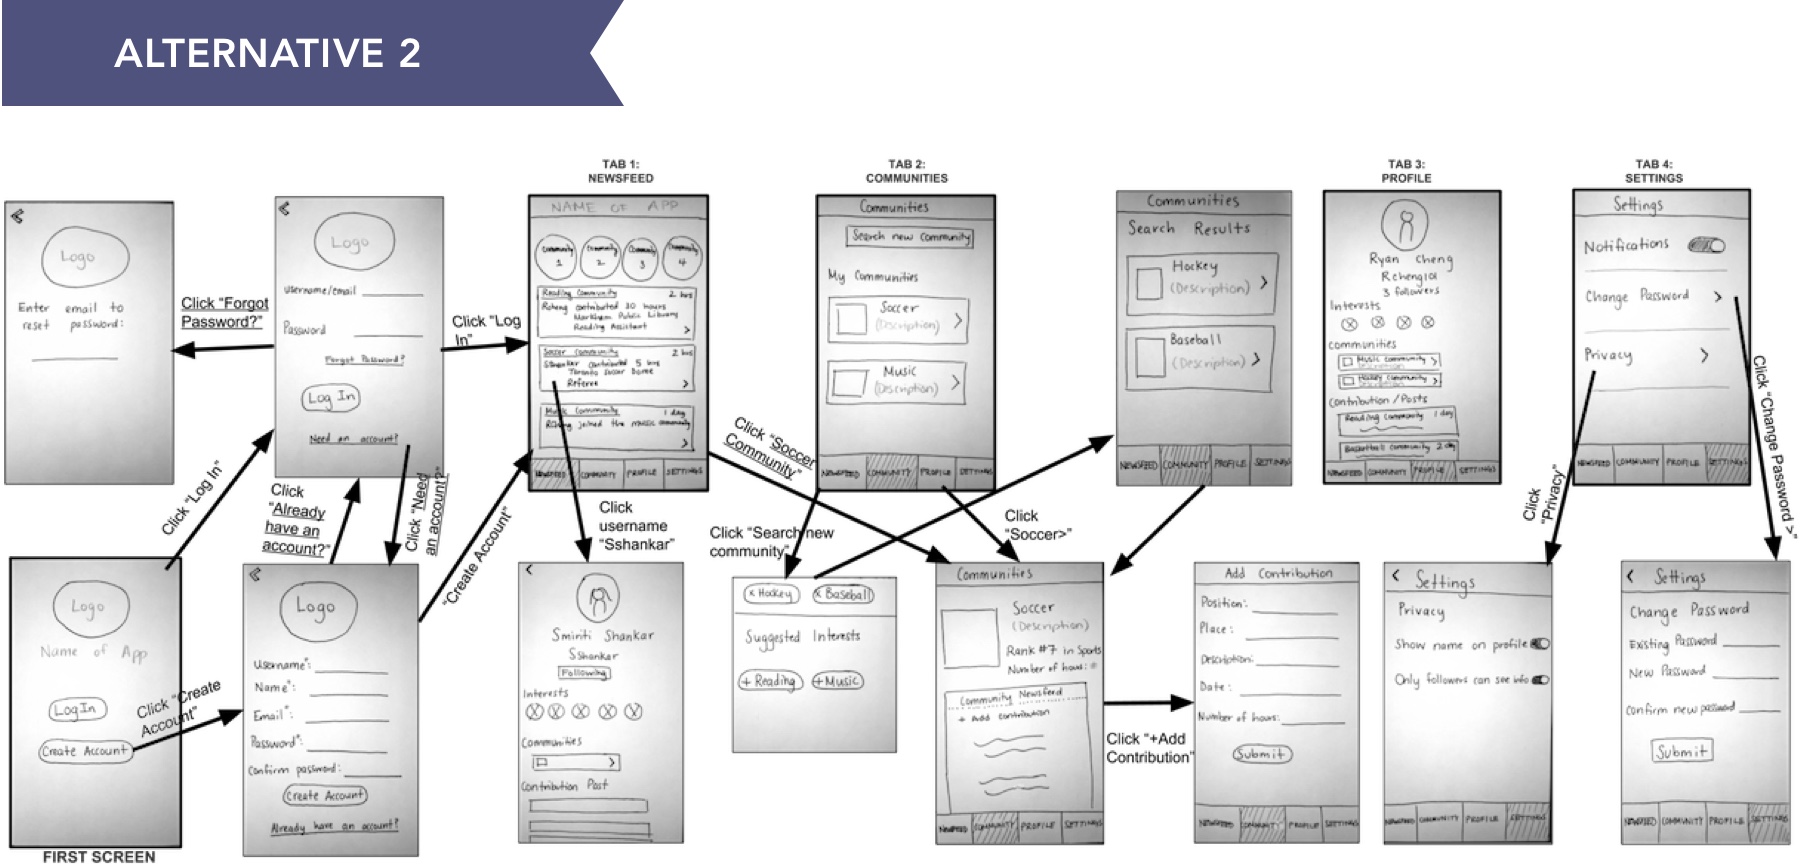 ALTERNATIVE 2
TAB 1:
NEWSFEED
TAB 2:
COMMUNITIES
TAB 3:
PROFILE
TAB 4:
SETTINGS
Logo
Enter email to
reset password:
Click "Forgot
Password?"
Logo
Username/email
Password
Forgot Password?
Log In
Need an account?
Click "Log
In"
NAME OF APP
Community
1
Community
2
Community
3
Community
4
Reading Community 2 hrs
Rcheng contributed 30 hours
Markham Public Library
Reading Assistant
Soccer Community 2 hrs
Sshankar contributed 5 hrs
Toronto Soccer Dome
Referee
Music Community 1 day
joined the music community
NEWSFEED COMMUNITY PROFILE SETTINGS
Communities
Search new Community
My Communities
Soccer
(Description)
Music
(Description)
NEWSFEED COMMUNITY PROFILE SETTINGS
Communities
Search Results
Hockey
(Description)
Baseball
(Description)
NEWSFEED COMMUNITY PROFILE SETTINGS
Ryan Cheng
Rcheng101
3 followers
Interests
Communities
Music Community
Description
Hockey Community
Description
Contribution/Posts
Reading Community 1 day
Basketball Community 2 day
NEWSFEED COMMUNITY PROFILE SETTINGS
Settings
Notifications
Change Password >
Privacy >
NEWSFEED COMMUNITY PROFILE SETTINGS
Click "Log In"
Click
"Already
have an
account?"
Click "Need
an account?"
"Create Account"
Click
username
"Sshankar"
Click "Soccer
Community"
Click "Search new
community"
Click
"Soccer>"
Click
"Privacy"
Click "Change Password >"
Logo
Name of App
Log In
Create Account
FIRST SCREEN
Click "Create
Account"
Logo
Username*:
Name*:
Email*:
Password*:
Confirm password:
Create Account
Already have an account?
Smiriti Shankar
SShankar
Following
Interests
Communities
Contribution Post
x Hockey x Baseball
Suggested Interests
+ Reading + Music
Communities
Soccer
(Description)
Rank #7 in Sports
Number of hours: #
Community Newsfeed
+ Add contribution
NEWSFEED COMMUNITY PROFILE SETTINGS
Click "+Add
Contribution"
Add Contribution
Position:
Place:
Description:
Date:
Number of hours:
Submit
NEWSFEED COMMUNITY PROFILE SETTINGS
< Settings
Privacy
Show name on profile
Only followers can see info
NEWSFEED COMMUNITY PROFILE SETTINGS
< Settings
Change Password
Existing Password
New Password
Confirm new password
Submit
NEWSFEED COMMUNITY PROFILE SETTINGS